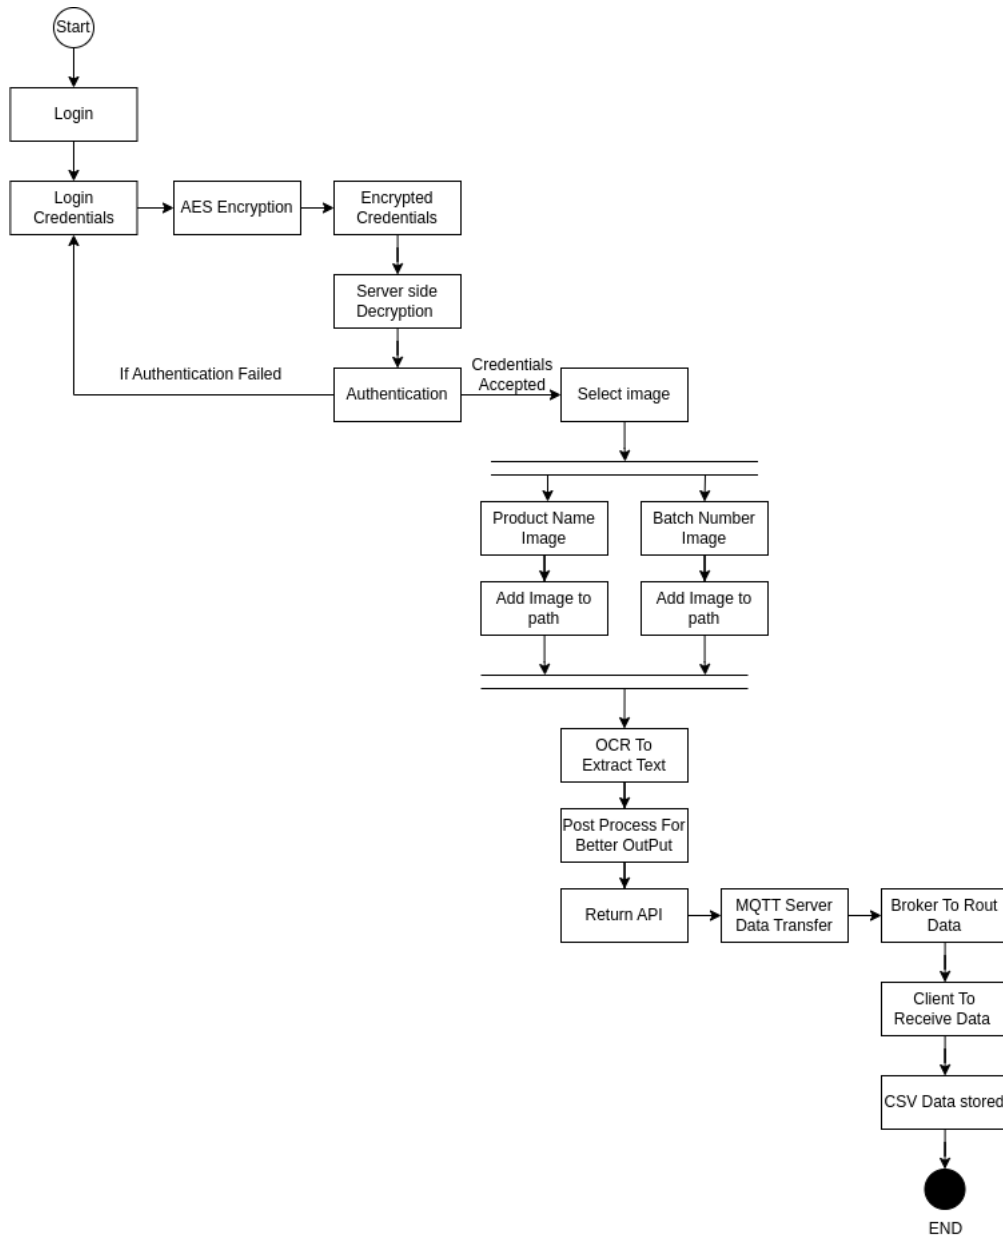 Start
Login
Login
Credentials
AES Encryption
Encrypted
Credentials
Server side
Decryption
If Authentication Failed
Authentication
Credentials
Accepted
Select image
Product Name
Image
Batch Number
Image
Add Image to
path
Add Image to
path
OCR To
Extract Text
Post Process For
Better OutPut
Return API
MQTT Server
Data Transfer
Broker To Rout
Data
Client To
Receive Data
CSV Data stored
END